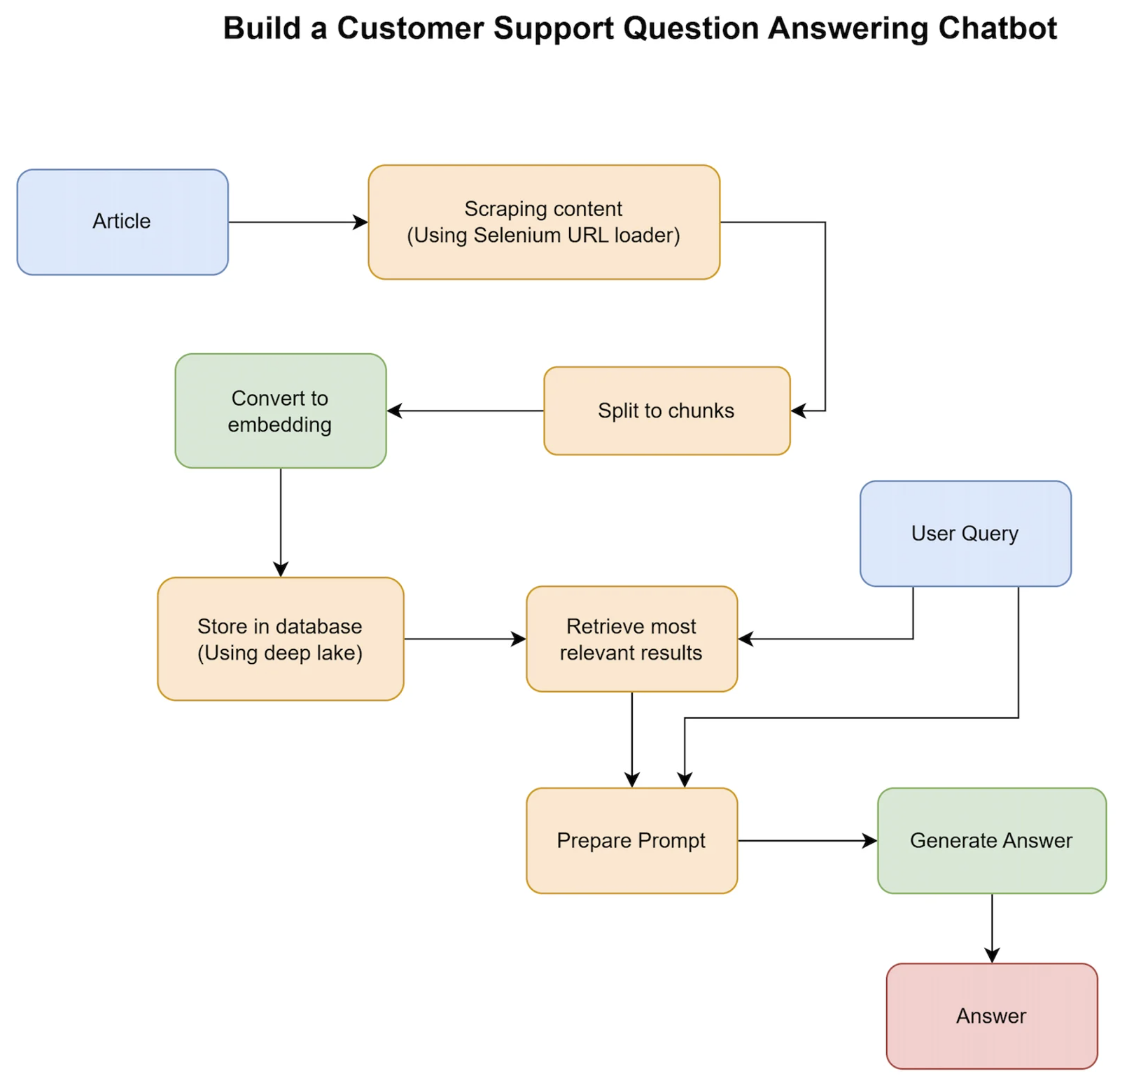 Build a Customer Support Question Answering Chatbot
Article
Scraping content
(Using Selenium URL loader)
Convert to
embedding
Split to chunks
User Query
Store in database
(Using deep lake)
Retrieve most
relevant results
Prepare Prompt
Generate Answer
Answer